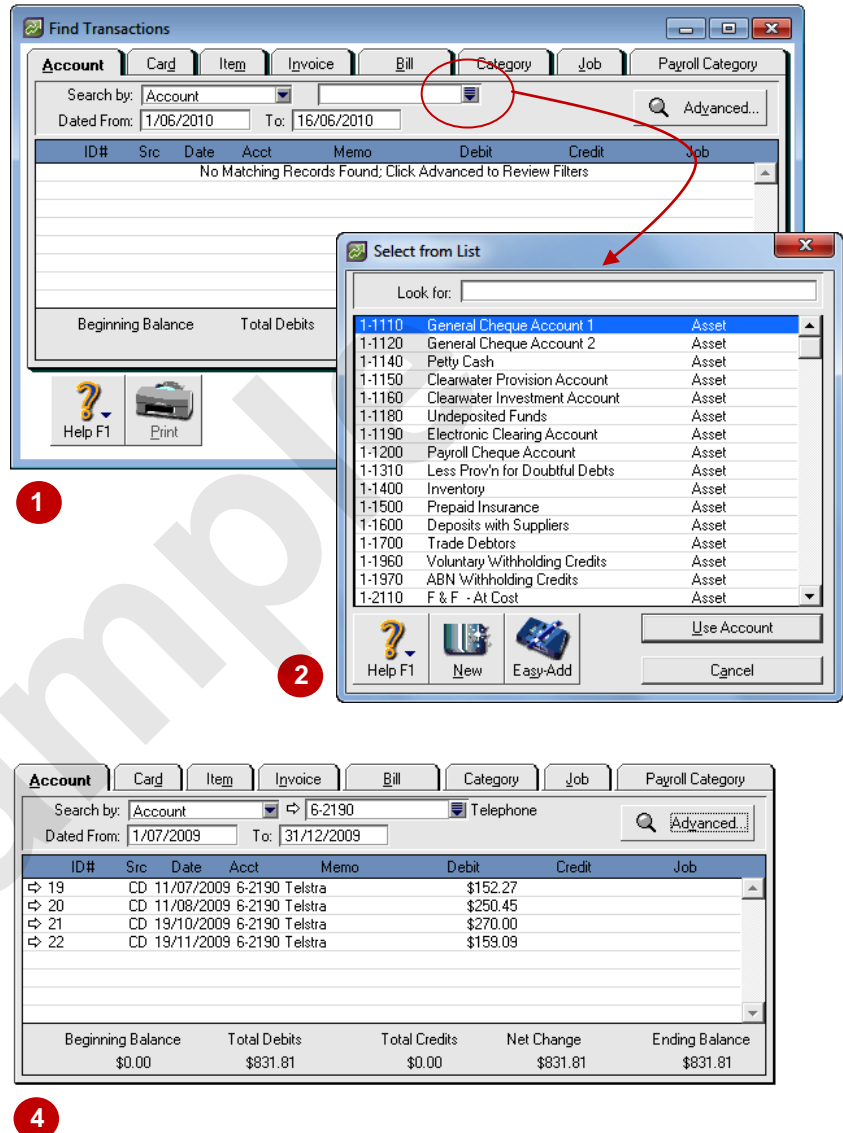 Find Transactions
Account Card Item Invoice Bill Category Job Payroll Category
Search by: Account
Advanced...
Dated From: 1/06/2010 To: 16/06/2010
ID# Src Date Acct Memo Debit Credit Job
No Matching Records Found; Click Advanced to Review Filters
Beginning Balance Total Debits
Help F1 Print
1
Select from List
Look for:
1-1110 General Cheque Account 1 Asset
1-1120 General Cheque Account 2 Asset
1-1140 Petty Cash Asset
1-1150 Clearwater Provision Account Asset
1-1160 Clearwater Investment Account Asset
1-1180 Undeposited Funds Asset
1-1190 Electronic Clearing Account Asset
1-1200 Payroll Cheque Account Asset
1-1310 Less Prov'n for Doubtful Debts Asset
1-1400 Inventory Asset
1-1500 Prepaid Insurance Asset
1-1600 Deposits with Suppliers Asset
1-1700 Trade Debtors Asset
1-1960 Voluntary Withholding Credits Asset
1-1970 ABN Withholding Credits Asset
1-2110 F & F - At Cost Asset
Use Account
Help F1 New Easy-Add Cancel
2
Account Card Item Invoice Bill Category Job Payroll Category
Search by: Account 6-2190 Telephone
Advanced...
Dated From: 1/07/2009 To: 31/12/2009
ID# Src Date Acct Memo Debit Credit Job
19 CD 11/07/2009 6-2190 Telstra $152.27
20 CD 11/08/2009 6-2190 Telstra $250.45
21 CD 19/10/2009 6-2190 Telstra $270.00
22 CD 19/11/2009 6-2190 Telstra $159.09
Beginning Balance Total Debits Total Credits Net Change Ending Balance
$0.00 $831.81 $0.00 $831.81 $831.81
4